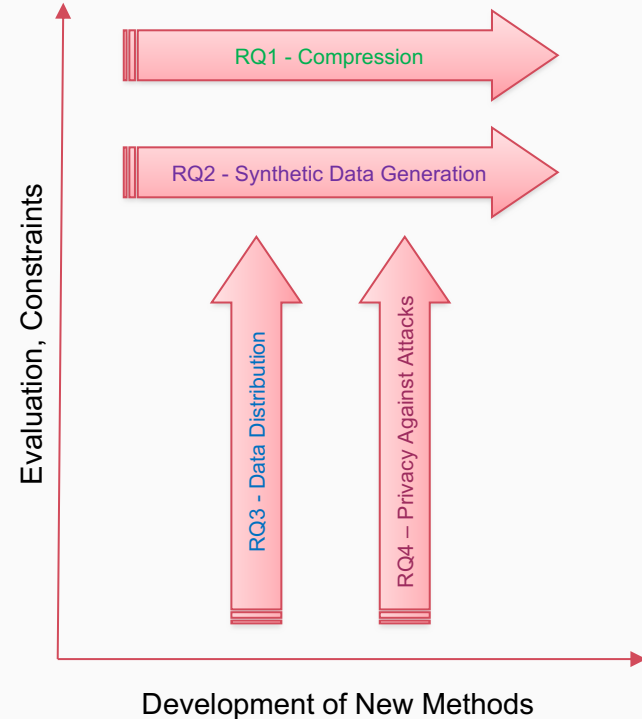 RQ1 - Compression
RQ2 - Synthetic Data Generation
Evaluation, Constraints
RQ3 - Data Distribution
RQ4 – Privacy Against Attacks
Development of New Methods